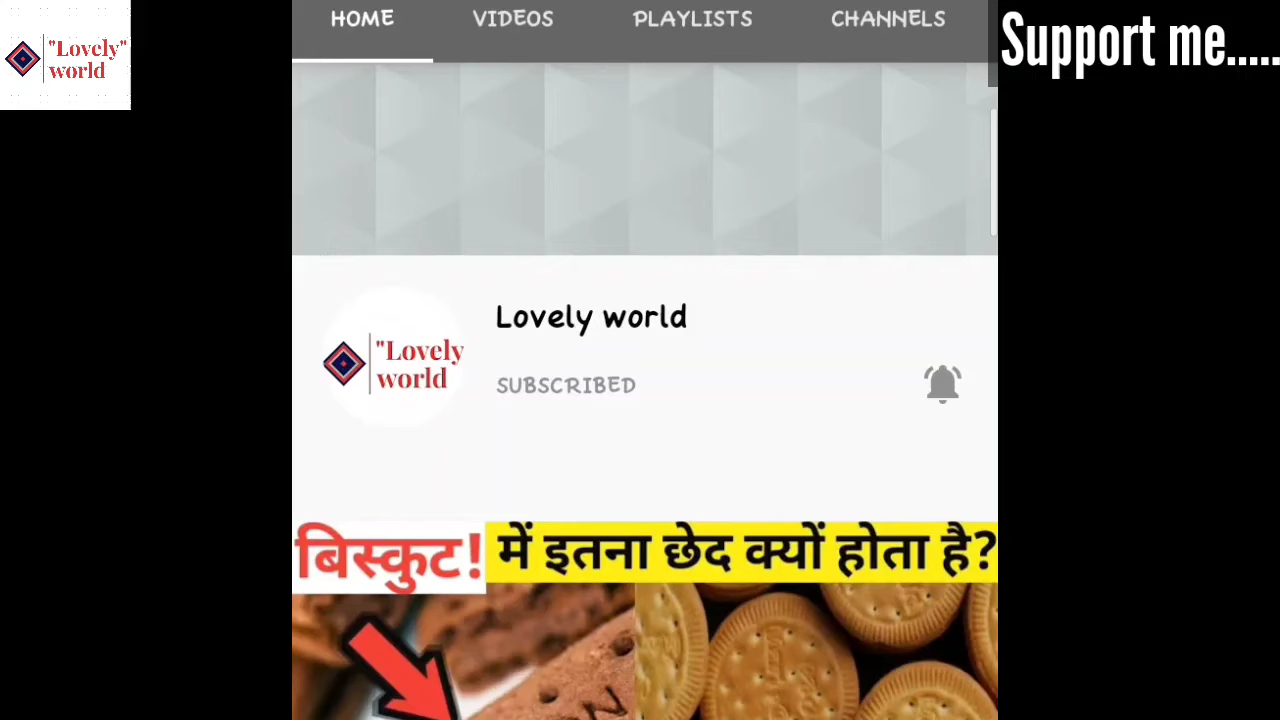 "Lovely"
world
HOME VIDEOS PLAYLISTS CHANNELS
Support me.....
Lovely world
"Lovely
world
SUBSCRIBED
बिस्कुट! में इतना छेद क्यों होता है?